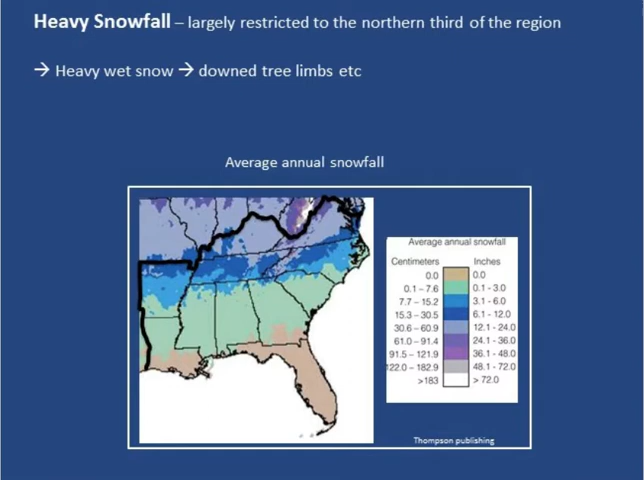 Heavy Snowfall – largely restricted to the northern third of the region
→ Heavy wet snow → downed tree limbs etc
Average annual snowfall
Average annual snowfall
Centimeters Inches
0.0 0.0
0.1 – 7.6 0.1 - 3.0
7.7 – 15.2 3.1 - 6.0
15.3 – 30.5 6.1 - 12.0
30.6 – 60.9 12.1 - 24.0
61.0 – 91.4 24.1 - 36.0
91.5 – 121.9 36.1 - 48.0
122.0 – 182.9 48.1 - 72.0
>183 > 72.0
Thompson publishing